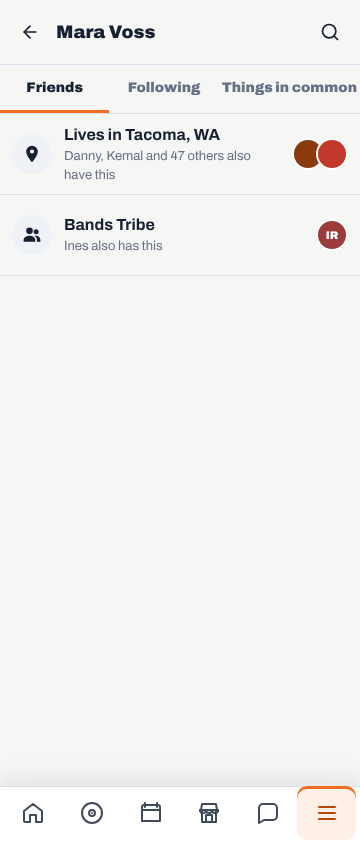 Mara Voss
Friends
Following
Things in common
Lives in Tacoma, WA
Danny, Kemal and 47 others also
have this
Bands Tribe
Ines also has this
IR